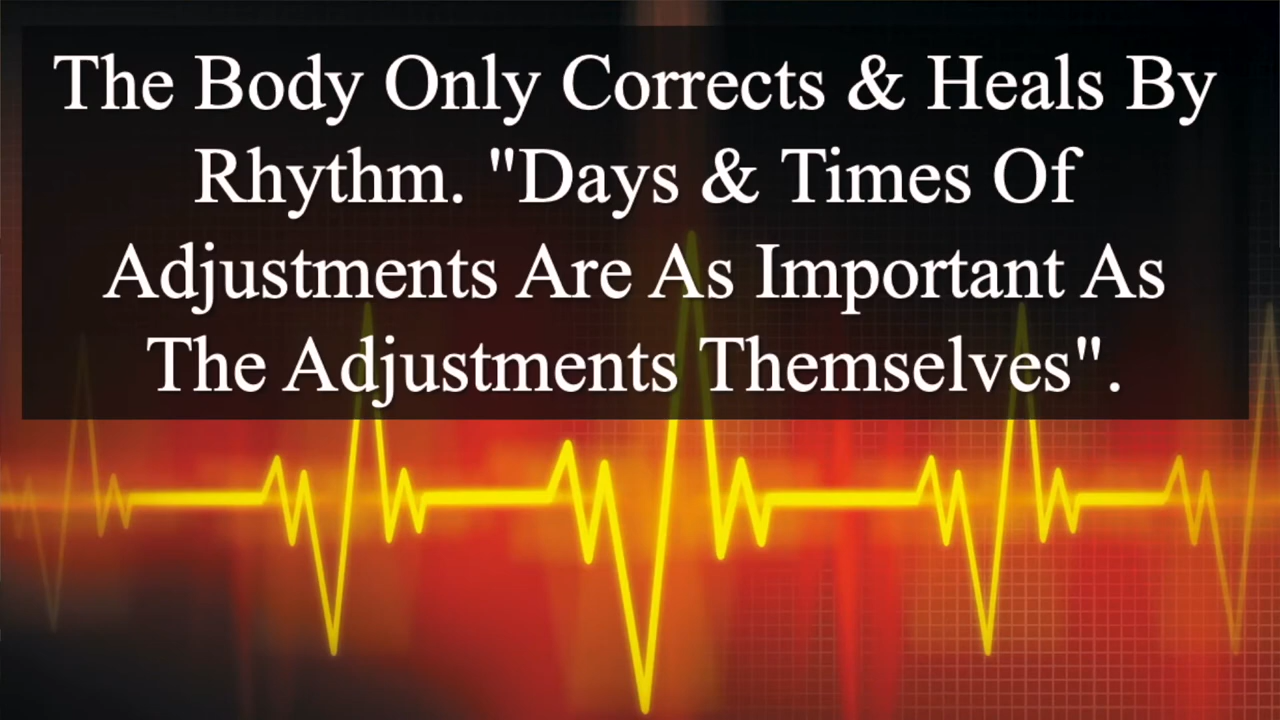 The Body Only Corrects & Heals By
Rhythm. "Days & Times Of
Adjustments Are As Important As
The Adjustments Themselves".